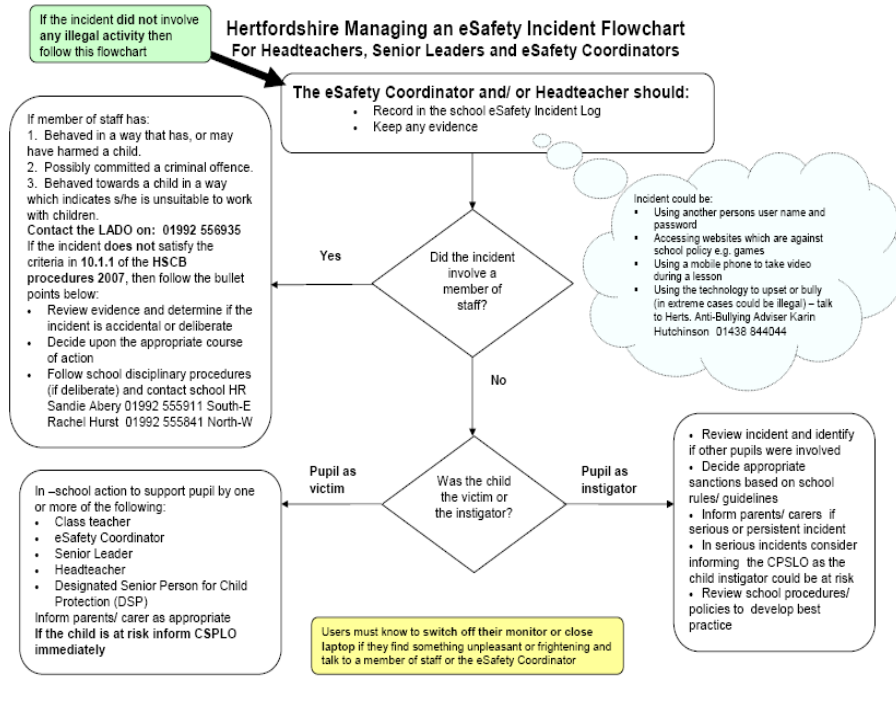 If the incident did not involve
any illegal activity then
follow this flowchart
Hertfordshire Managing an eSafety Incident Flowchart
For Headteachers, Senior Leaders and eSafety Coordinators
The eSafety Coordinator and/ or Headteacher should:
• Record in the school eSafety Incident Log
• Keep any evidence
If member of staff has:
1. Behaved in a way that has, or may
have harmed a child.
2. Possibly committed a criminal offence.
3. Behaved towards a child in a way
which indicates s/he is unsuitable to work
with children.
Contact the LADO on: 01992 556935
If the incident does not satisfy the
criteria in 10.1.1 of the HSCB
procedures 2007, then follow the bullet
points below:
• Review evidence and determine if the
incident is accidental or deliberate
• Decide upon the appropriate course
of action
• Follow school disciplinary procedures
(if deliberate) and contact school HR
Sandie Abery 01992 555911 South-E
Rachel Hurst 01992 555841 North-W
Yes
Did the incident
involve a
member of
staff?
Incident could be:
▪ Using another persons user name and
password
▪ Accessing websites which are against
school policy e.g. games
▪ Using a mobile phone to take video
during a lesson
▪ Using the technology to upset or bully
(in extreme cases could be illegal) – talk
to Herts. Anti-Bullying Adviser Karin
Hutchinson 01438 844044
No
Pupil as
victim
Was the child
the victim or
the instigator?
Pupil as
instigator
In –school action to support pupil by one
or more of the following:
• Class teacher
• eSafety Coordinator
• Senior Leader
• Headteacher
• Designated Senior Person for Child
Protection (DSP)
Inform parents/ carer as appropriate
If the child is at risk inform CSPLO
immediately
• Review incident and identify
if other pupils were involved
• Decide appropriate
sanctions based on school
rules/ guidelines
• Inform parents/ carers if
serious or persistent incident
• In serious incidents consider
informing the CPSLO as the
child instigator could be at risk
• Review school procedures/
policies to develop best
practice
Users must know to switch off their monitor or close
laptop if they find something unpleasant or frightening and
talk to a member of staff or the eSafety Coordinator